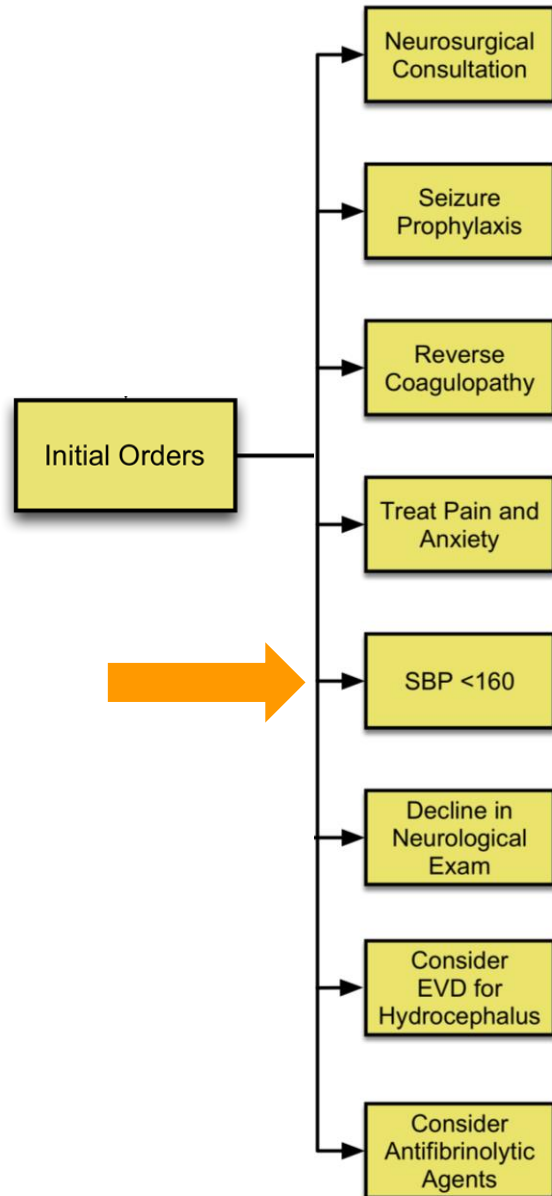 Neurosurgical
Consultation
Seizure
Prophylaxis
Reverse
Coagulopathy
Initial Orders
Treat Pain and
Anxiety
SBP <160
Decline in
Neurological
Exam
Consider
EVD for
Hydrocephalus
Consider
Antifibrinolytic
Agents